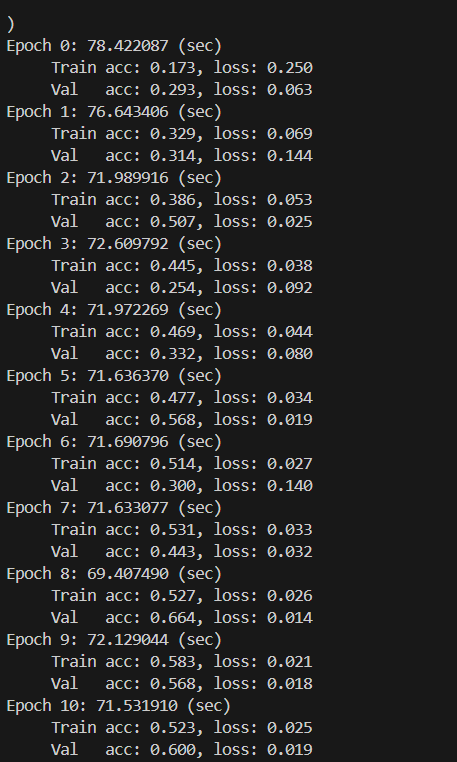 )
Epoch 0: 78.422087 (sec)
Train acc: 0.173, loss: 0.250
Val acc: 0.293, loss: 0.063
Epoch 1: 76.643406 (sec)
Train acc: 0.329, loss: 0.069
Val acc: 0.314, loss: 0.144
Epoch 2: 71.989916 (sec)
Train acc: 0.386, loss: 0.053
Val acc: 0.507, loss: 0.025
Epoch 3: 72.609792 (sec)
Train acc: 0.445, loss: 0.038
Val acc: 0.254, loss: 0.092
Epoch 4: 71.972269 (sec)
Train acc: 0.469, loss: 0.044
Val acc: 0.332, loss: 0.080
Epoch 5: 71.636370 (sec)
Train acc: 0.477, loss: 0.034
Val acc: 0.568, loss: 0.019
Epoch 6: 71.690796 (sec)
Train acc: 0.514, loss: 0.027
Val acc: 0.300, loss: 0.140
Epoch 7: 71.633077 (sec)
Train acc: 0.531, loss: 0.033
Val acc: 0.443, loss: 0.032
Epoch 8: 69.407490 (sec)
Train acc: 0.527, loss: 0.026
Val acc: 0.664, loss: 0.014
Epoch 9: 72.129044 (sec)
Train acc: 0.583, loss: 0.021
Val acc: 0.568, loss: 0.018
Epoch 10: 71.531910 (sec)
Train acc: 0.523, loss: 0.025
Val acc: 0.600, loss: 0.019